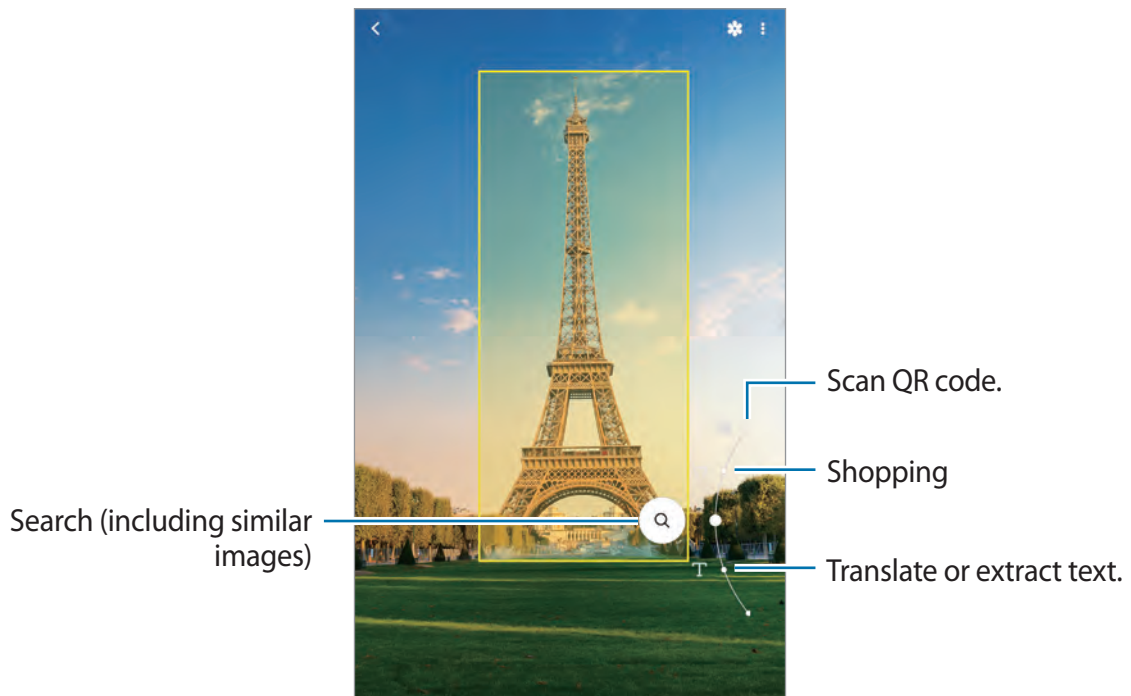 Scan QR code.
Shopping
Search (including similar
images)
T
Translate or extract text.